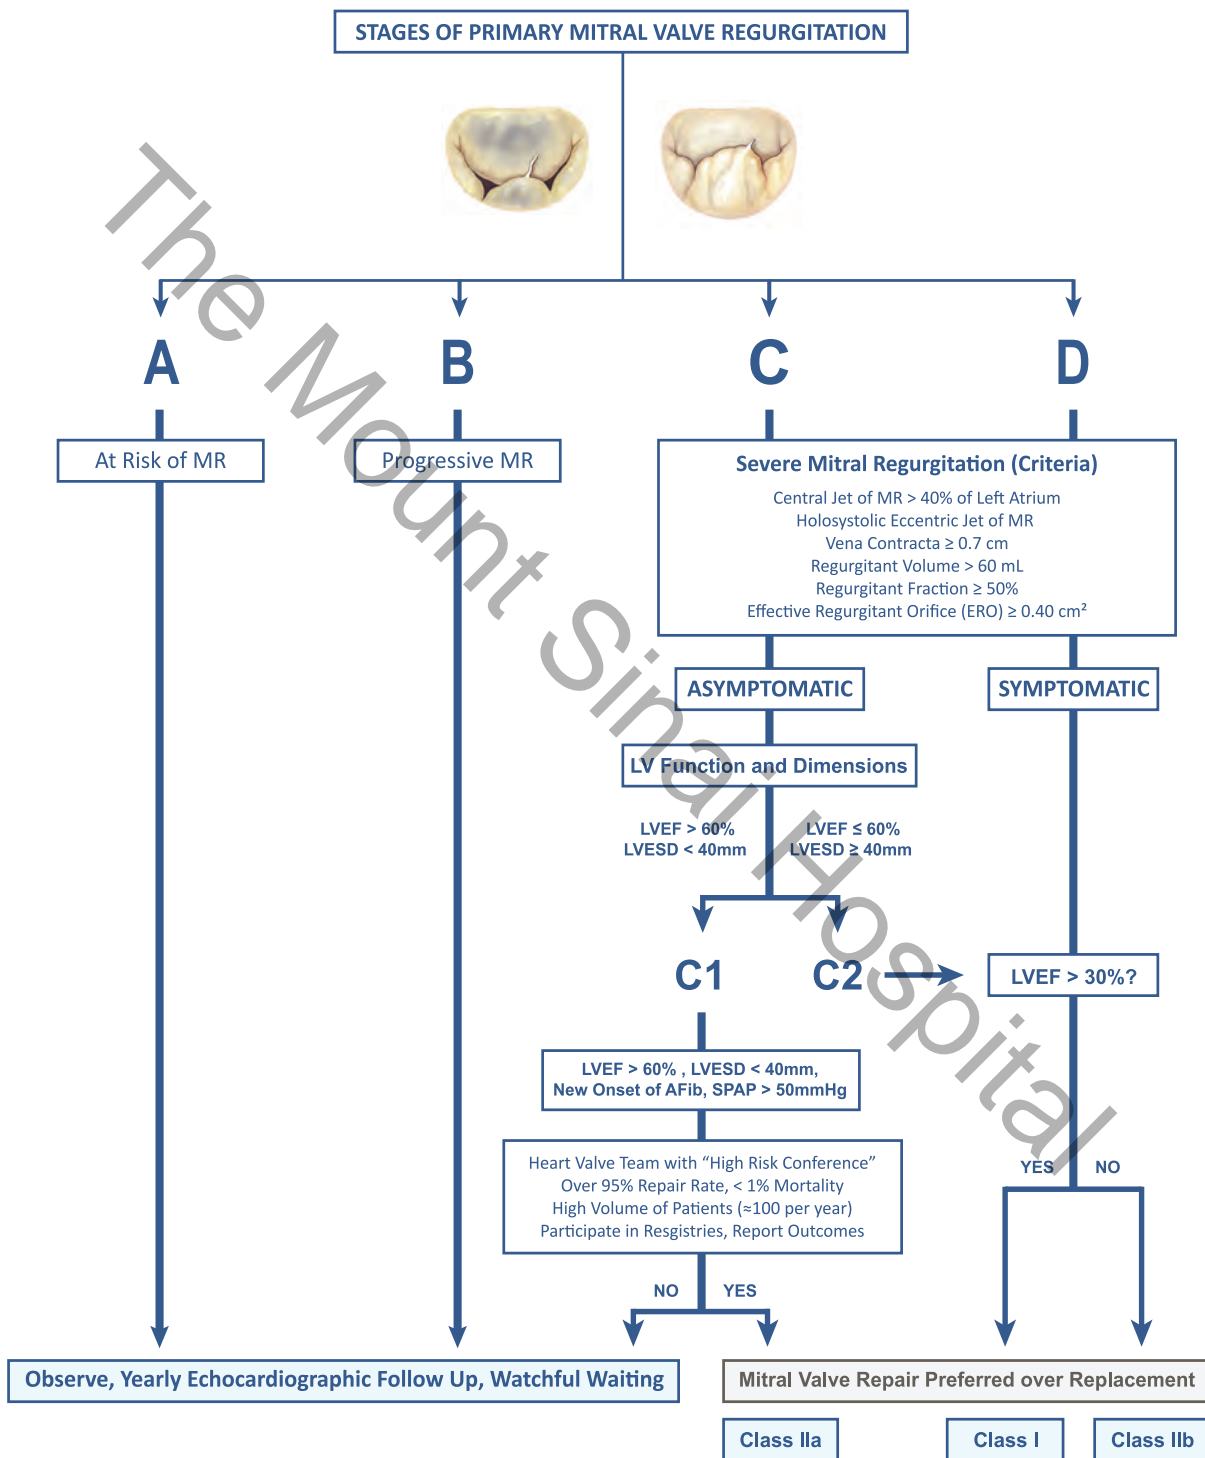 STAGES OF PRIMARY MITRAL VALVE REGURGITATION
A
B
C
D
At Risk of MR
Progressive MR
Severe Mitral Regurgitation (Criteria)
Central Jet of MR > 40% of Left Atrium
Holosystolic Eccentric Jet of MR
Vena Contracta ≥ 0.7 cm
Regurgitant Volume > 60 mL
Regurgitant Fraction ≥ 50%
Effective Regurgitant Orifice (ERO) ≥ 0.40 cm²
ASYMPTOMATIC
SYMPTOMATIC
LV Function and Dimensions
LVEF > 60%
LVESD < 40mm
LVEF ≤ 60%
LVESD ≥ 40mm
C1
C2
LVEF > 30%?
LVEF > 60% , LVESD < 40mm,
New Onset of AFib, SPAP > 50mmHg
Heart Valve Team with “High Risk Conference”
Over 95% Repair Rate, < 1% Mortality
High Volume of Patients (≈100 per year)
Participate in Resgistries, Report Outcomes
YES
NO
NO
YES
Observe, Yearly Echocardiographic Follow Up, Watchful Waiting
Mitral Valve Repair Preferred over Replacement
Class IIa
Class I
Class IIb
The Mount Sinai Hospital